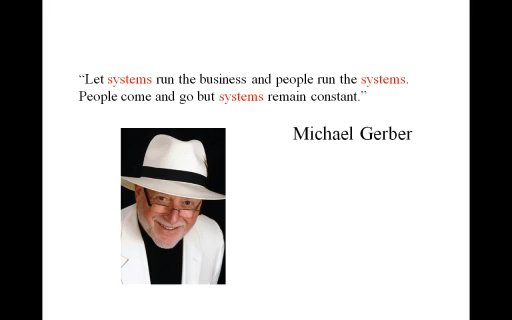 “Let systems run the business and people run the systems.
People come and go but systems remain constant.”
Michael Gerber